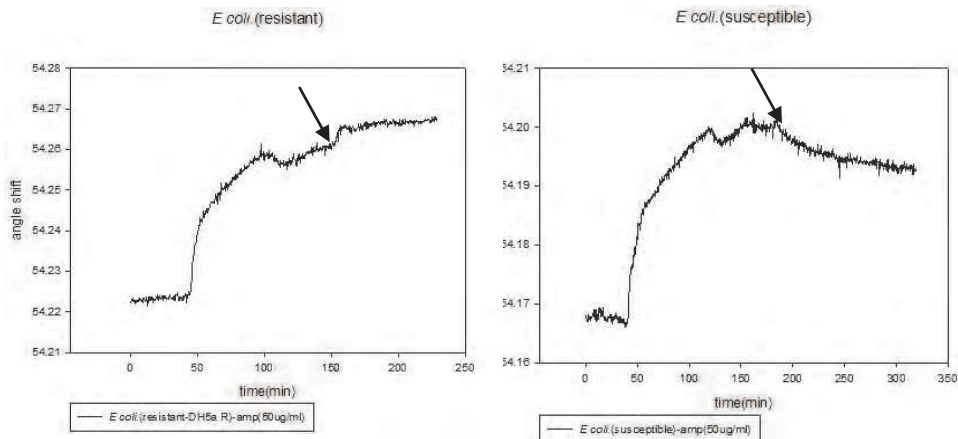 E coli.(resistant)
54.28
54.27
54.26
54.25
54.24
54.23
54.22
54.21
angle shift
0 50 100 150 200 250
time(min)
E coli.(resistant-DH5a R)-amp(50ug/ml)
E coli.(susceptible)
54.21
54.20
54.19
54.18
54.17
54.16
0 50 100 150 200 250 300 350
time(min)
E coli.(susceptible)-amp(50ug/ml)